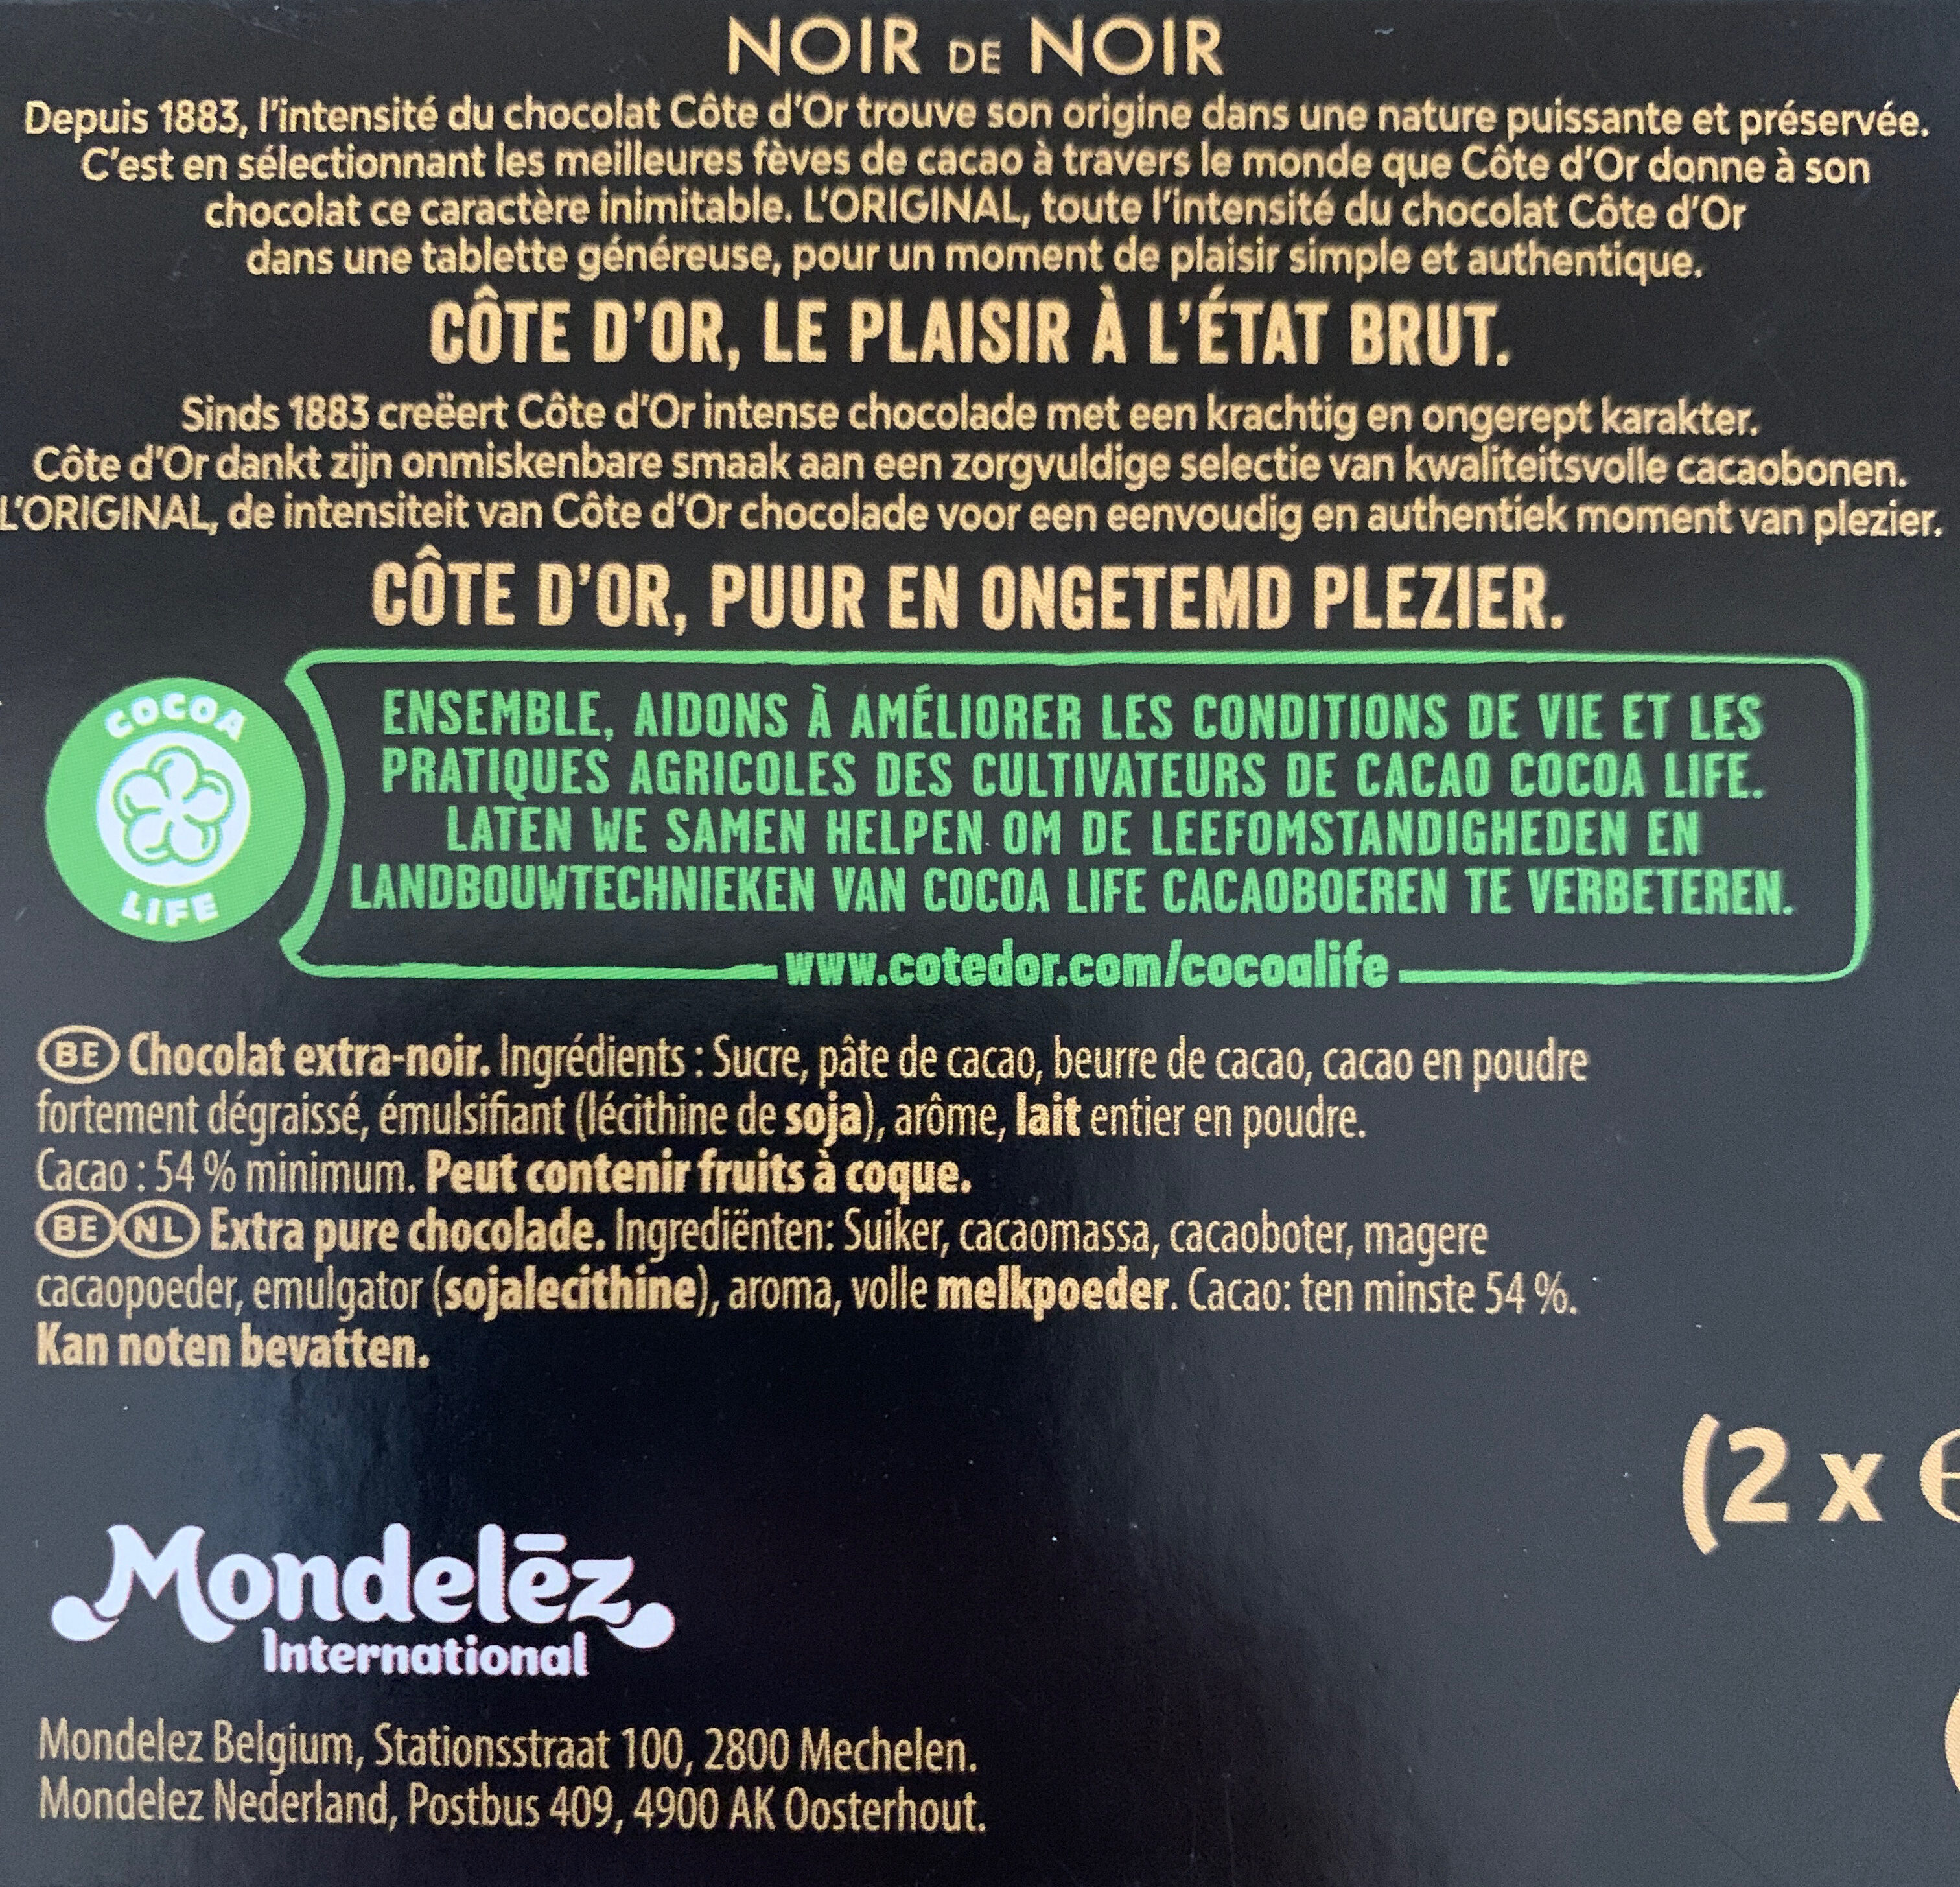 NOIR DE NOIR
Depuis 1883, l'intensité du chocolat Côte d'Or trouve son origine dans une nature puissante et préservée.
C'est en sélectionnant les meilleures fèves de cacao à travers le monde que Côte d'Or donne à son
chocolat ce caractère inimitable. L'ORIGINAL, toute l'intensité du chocolat Côte d'Or
dans une tablette généreuse, pour un moment de plaisir simple et authentique.
CÔTE D'OR, LE PLAISIR À L'ÉTAT BRUT.
Sinds 1883 creëert Côte d'Or intense chocolade met een krachtig en ongerept karakter.
Côte d'Or dankt zijn onmiskenbare smaak aan een zorgvuldige selectie van kwaliteitsvolle cacaobonen.
L'ORIGINAL, de intensiteit van Côte d'Or chocolade voor een eenvoudig en authentiek moment van plezier.
CÔTE D'OR, PUUR EN ONGETEMD PLEZIER.
COCOA
LIFE
ENSEMBLE, AIDONS À AMÉLIORER LES CONDITIONS DE VIE ET LES
PRATIQUES AGRICOLES DES CULTIVATEURS DE CACAO COCOA LIFE.
LATEN WE SAMEN HELPEN OM DE LEEFOMSTANDIGHEDEN EN
LANDBOUWTECHNIEKEN VAN COCOA LIFE CACAOBOEREN TE VERBETEREN.
www.cotedor.com/cocoalife
BE Chocolat extra-noir. Ingrédients : Sucre, pâte de cacao, beurre de cacao, cacao en poudre
fortement dégraissé, émulsifiant (lécithine de soja), arôme, lait entier en poudre.
Cacao : 54 % minimum. Peut contenir fruits à coque.
BE NL Extra pure chocolade. Ingrediënten: Suiker, cacaomassa, cacaoboter, magere
cacaopoeder, emulgator (sojalecithine), aroma, volle melkpoeder. Cacao: ten minste 54 %.
Kan noten bevatten.
(2 x
Mondelēz
International
Mondelez Belgium, Stationsstraat 100, 2800 Mechelen.
Mondelez Nederland, Postbus 409, 4900 AK Oosterhout.